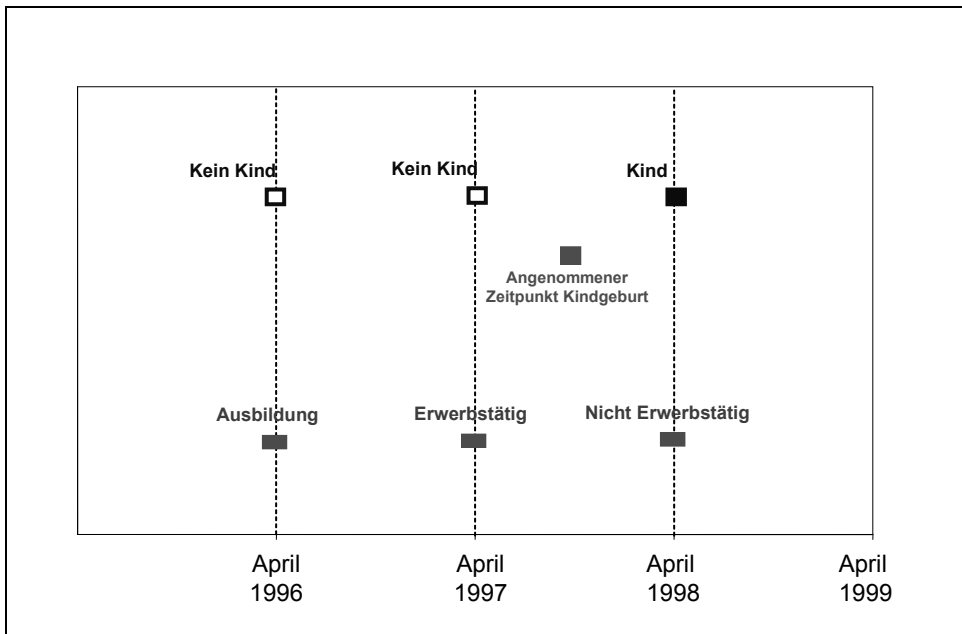 Kein Kind
Kein Kind
Kind
Angenommener
Zeitpunkt Kindgeburt
Ausbildung
Erwerbstätig
Nicht Erwerbstätig
April
1996
April
1997
April
1998
April
1999